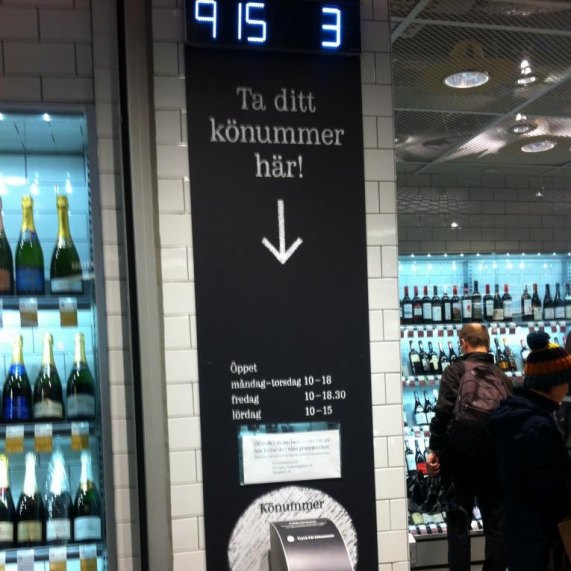 915 3
Ta ditt
könummer
här!
Öppet
måndag–torsdag 10–18
fredag 10–18.30
lördag 10–15
Könummer